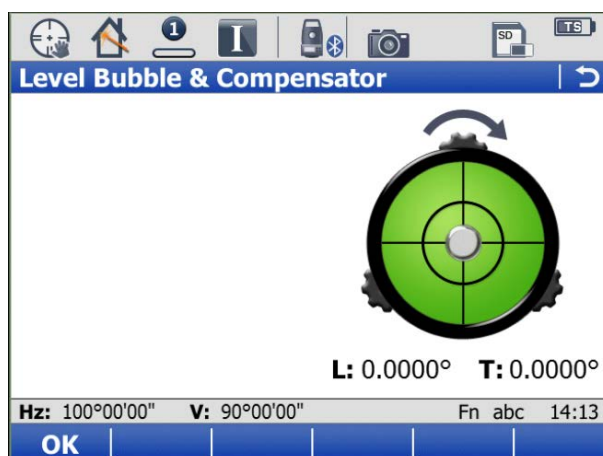 1 I SD TS
Level Bubble & Compensator
L: 0.0000° T: 0.0000°
Hz: 100°00'00" V: 90°00'00" Fn abc 14:13
OK